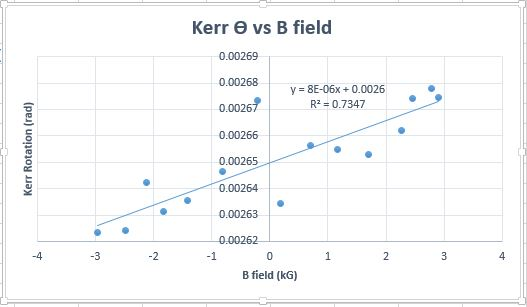 Kerr Θ vs B field
0.00269
0.00268
0.00267
0.00266
0.00265
0.00264
0.00263
0.00262
y = 8E-06x + 0.0026
R² = 0.7347
Kerr Rotation (rad)
-4 -3 -2 -1 0 1 2 3 4
B field (kG)